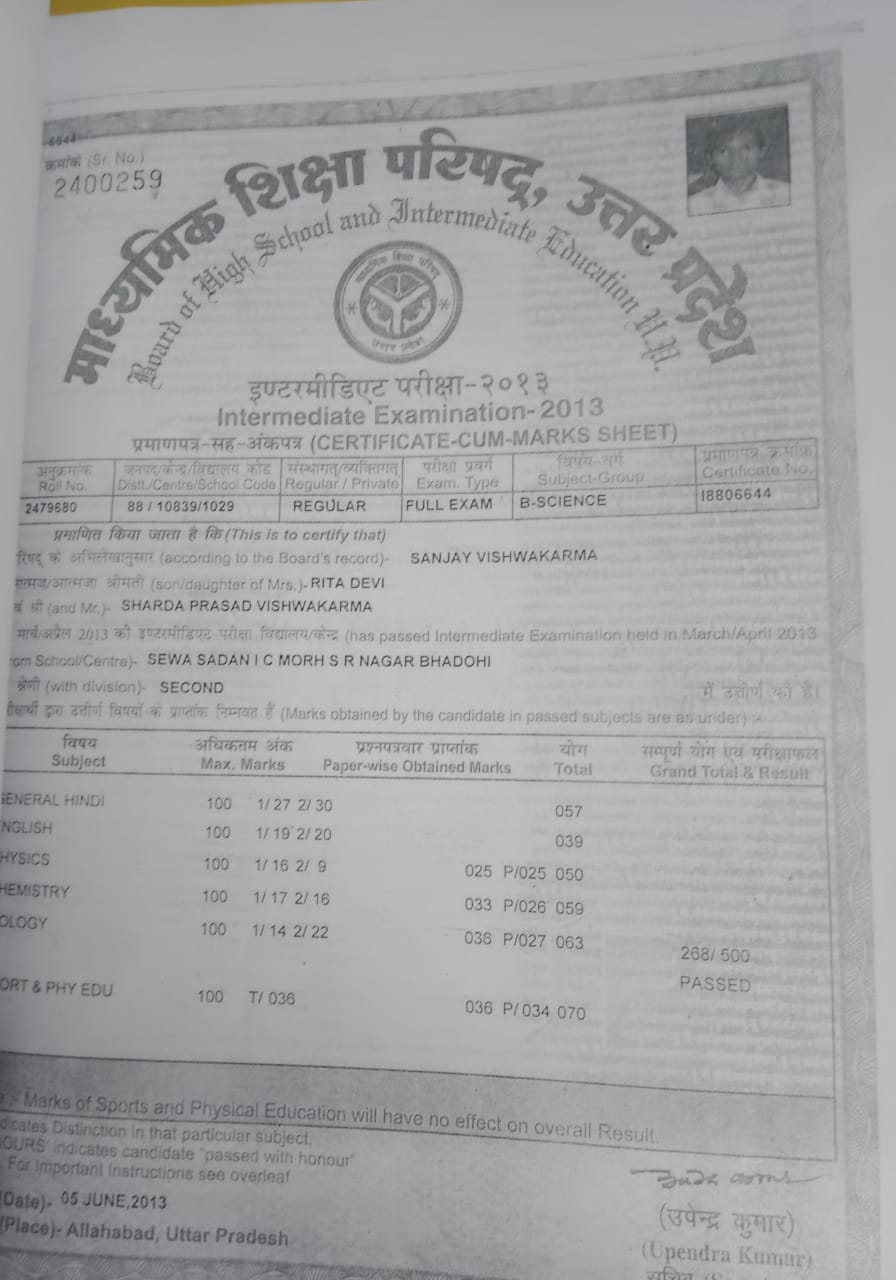 -6644
क्रमांक (Sr. No.)
2400259
माध्यमिक शिक्षा परिषद्, उत्तर प्रदेश
Board of High School and Intermediate Education U.P.
माध्यमिक शिक्षा परिषद्
उत्तर प्रदेश
इण्टरमीडिएट परीक्षा-२०१३
Intermediate Examination-2013
प्रमाणपत्र-सह-अंकपत्र (CERTIFICATE-CUM-MARKS SHEET)
अनुक्रमांक जनपद/केन्द्र/विद्यालय कोड संस्थागत/व्यक्तिगत परीक्षा प्रवर्ग विषय-वर्ग प्रमाणपत्र क्रमांक
Roll No. Distt./Centre/School Code Regular / Private Exam. Type Subject-Group Certificate No.
2479680 88 / 10839/1029 REGULAR FULL EXAM B-SCIENCE I8806644
प्रमाणित किया जाता है कि (This is to certify that)
रिषद् के अभिलेखानुसार (according to the Board's record)- SANJAY VISHWAKARMA
त्मज/आत्मजा श्रीमती (son/daughter of Mrs.)- RITA DEVI
वं श्री (and Mr.)- SHARDA PRASAD VISHWAKARMA
मार्च/अप्रैल 2013 की इण्टरमीडिएट परीक्षा विद्यालय/केन्द्र (has passed Intermediate Examination held in March/April 2013
rom School/Centre)- SEWA SADAN I C MORH S R NAGAR BHADOHI
श्रेणी (with division)- SECOND में उत्तीर्ण की है।
रीक्षार्थी द्वारा उत्तीर्ण विषयों के प्राप्तांक निम्नवत हैं (Marks obtained by the candidate in passed subjects are as under) :-
विषय अधिकतम अंक प्रश्नपत्रवार प्राप्तांक योग सम्पूर्ण योग एवं परीक्षाफल
Subject Max. Marks Paper-wise Obtained Marks Total Grand Total & Result
GENERAL HINDI 100 1/ 27 2/ 30 057
NGLISH 100 1/ 19 2/ 20 039
HYSICS 100 1/ 16 2/ 9 025 P/025 050
HEMISTRY 100 1/ 17 2/ 16 033 P/026 059
OLOGY 100 1/ 14 2/ 22 036 P/027 063
268/ 500
PASSED
ORT & PHY EDU 100 T/ 036 036 P/ 034 070
:- Marks of Sports and Physical Education will have no effect on overall Result.
dicates Distinction in that particular subject,
OURS' indicates candidate "passed with honour"
For Important Instructions see overleaf
(Date)- 05 JUNE,2013
(Place)- Allahabad, Uttar Pradesh
(उपेन्द्र कुमार)
(Upendra Kumar)